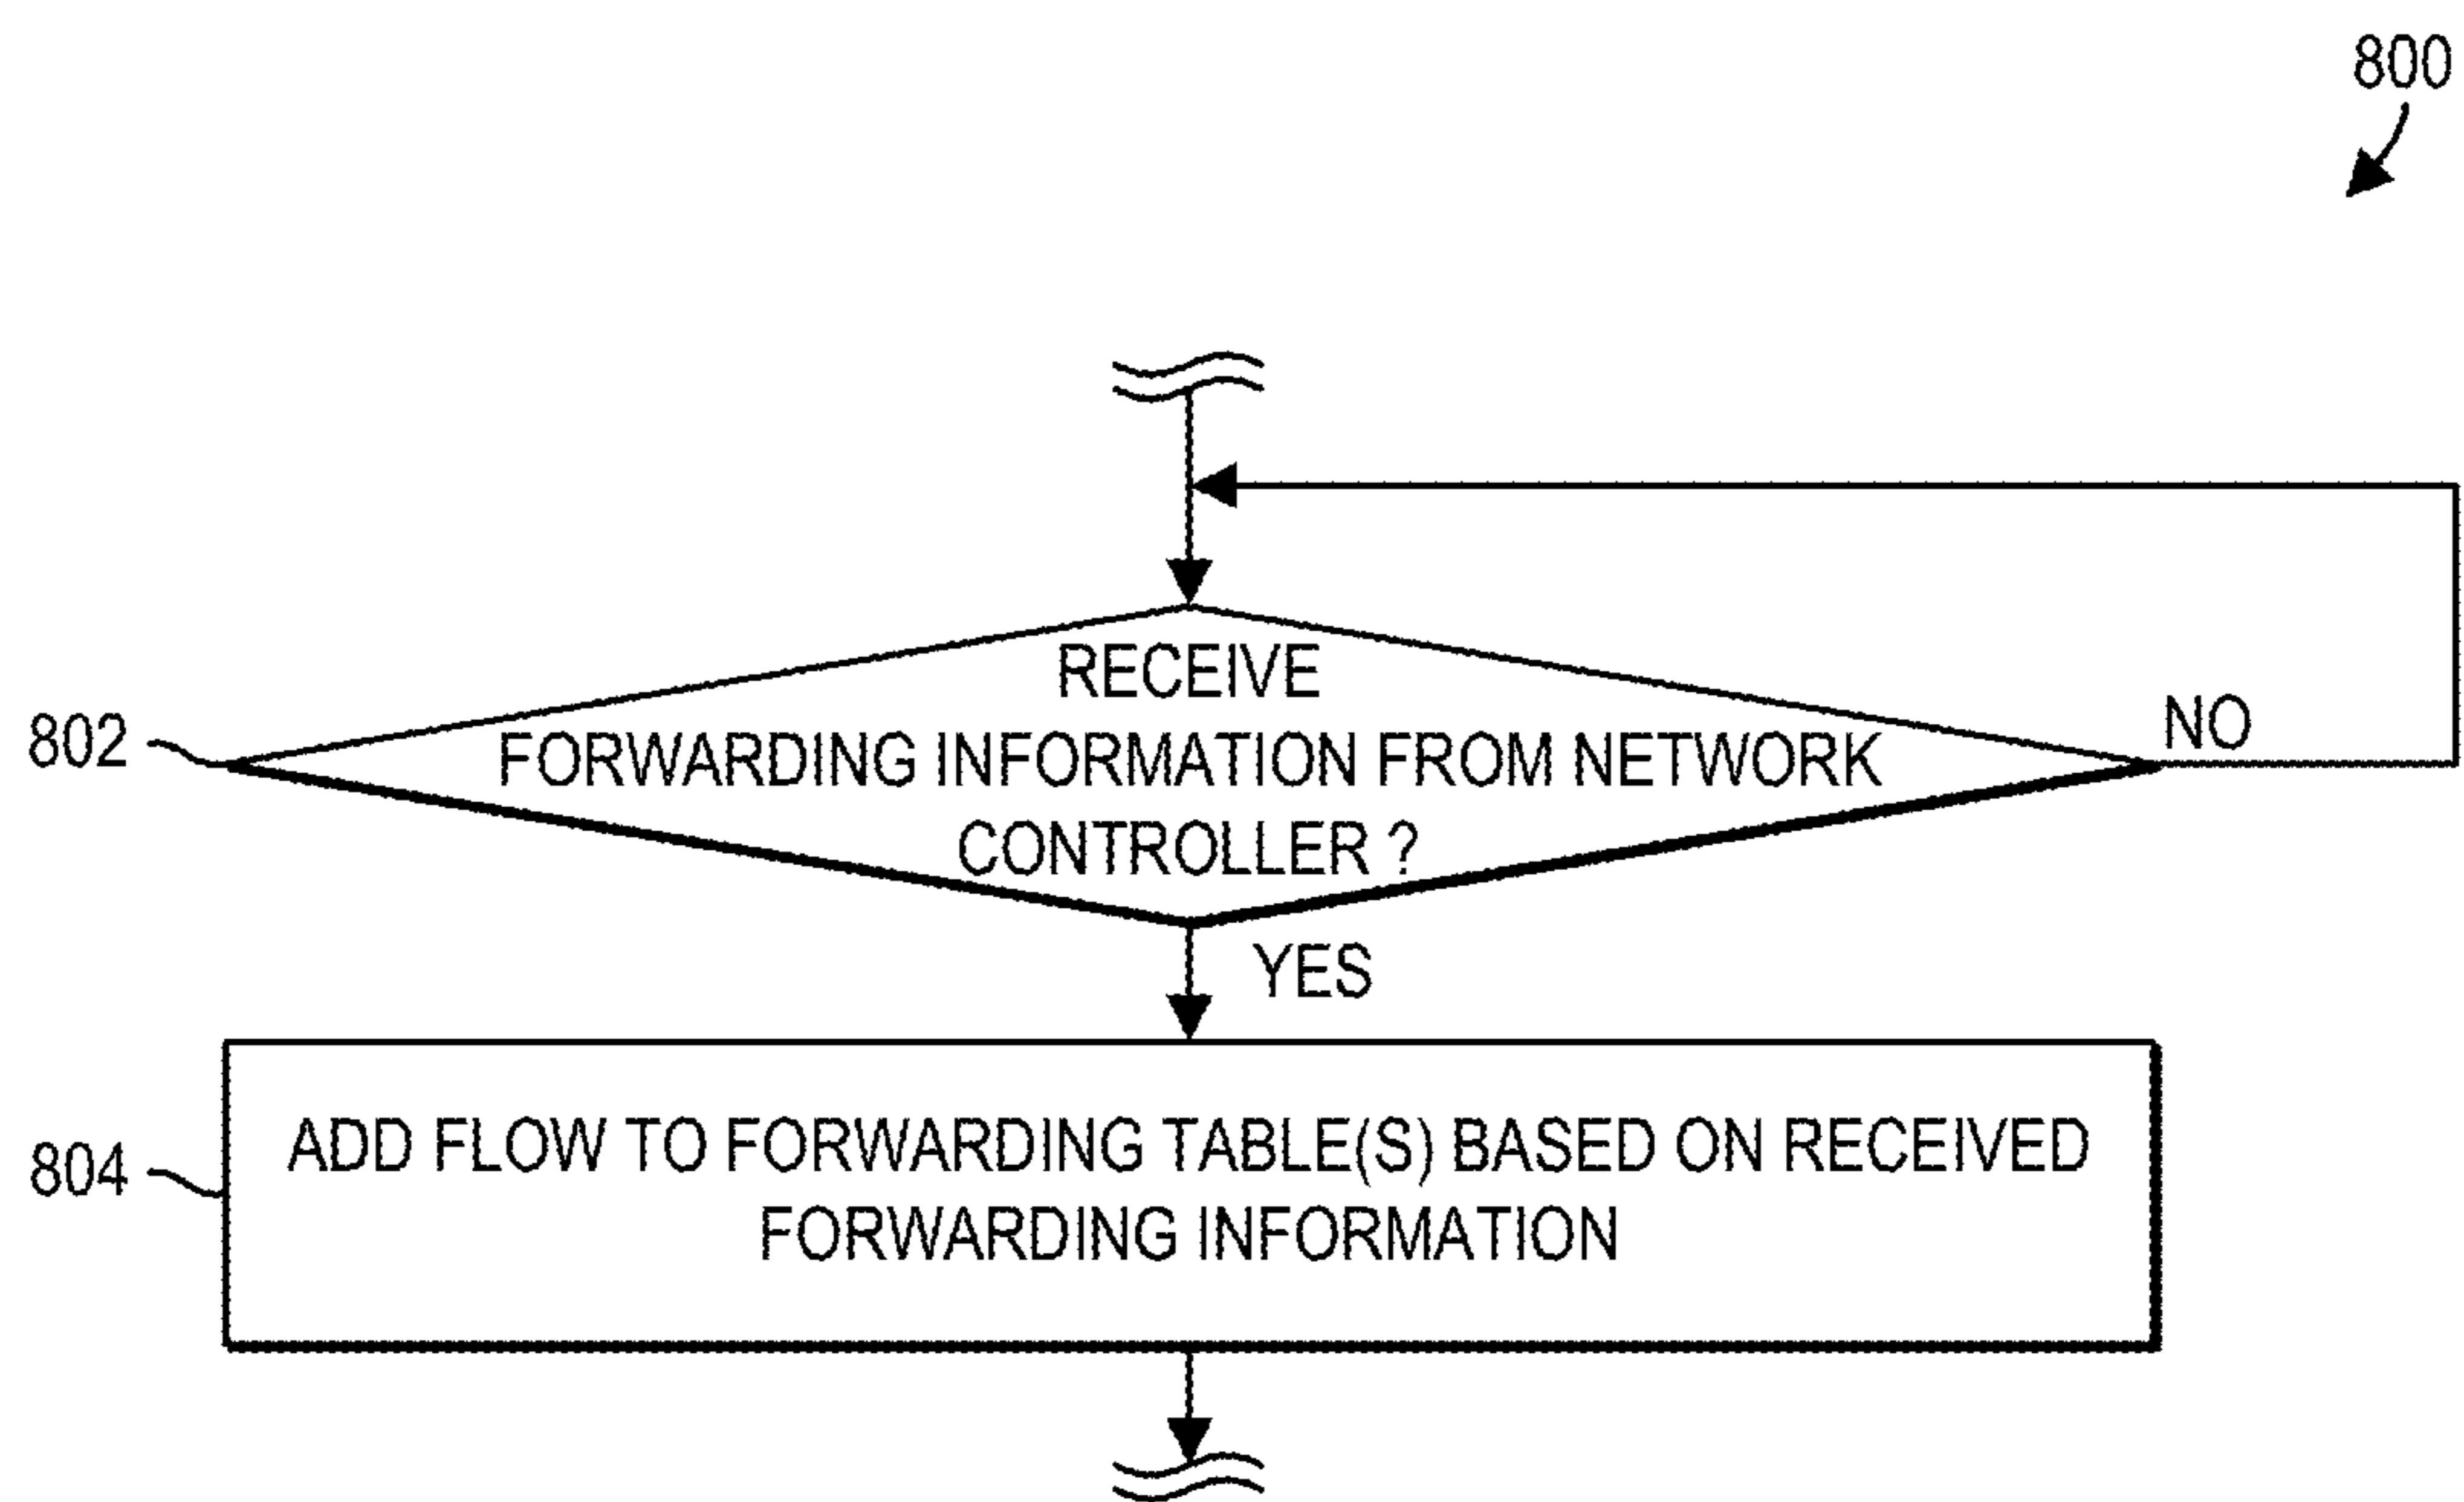 800
RECEIVE
802
FORWARDING INFORMATION FROM NETWORK
NO
CONTROLLER ?
YES
804
ADD FLOW TO FORWARDING TABLE(S) BASED ON RECEIVED
FORWARDING INFORMATION